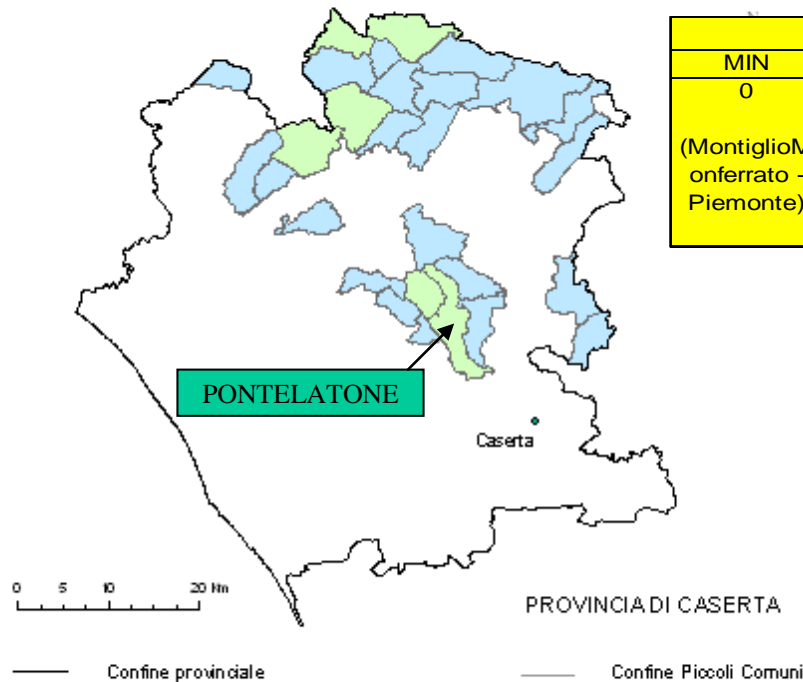 MIN
0
(MontiglioM
onferrato -
Piemonte)
PONTELATONE
Caserta
0 5 10 20 Km
PROVINCIA DI CASERTA
Confine provinciale
Confine Piccoli Comuni